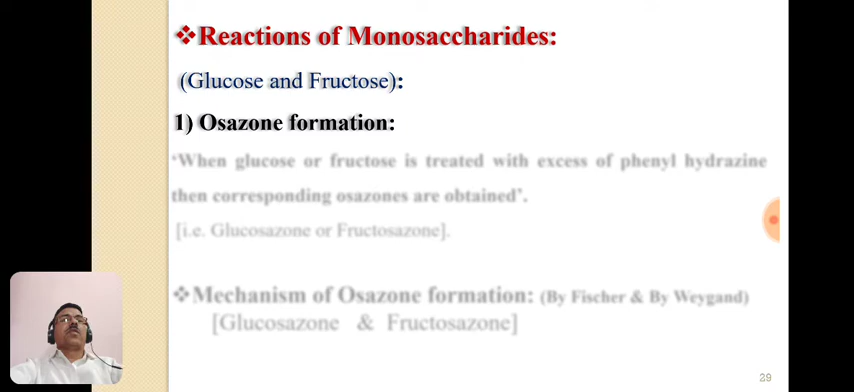 ❖Reactions of Monosaccharides:
(Glucose and Fructose):
1) Osazone formation:
‘When glucose or fructose is treated with excess of phenyl hydrazine
then corresponding osazones are obtained’.
[i.e. Glucosazone or Fructosazone].
❖Mechanism of Osazone formation: (By Fischer & By Weygand)
[Glucosazone & Fructosazone]
29